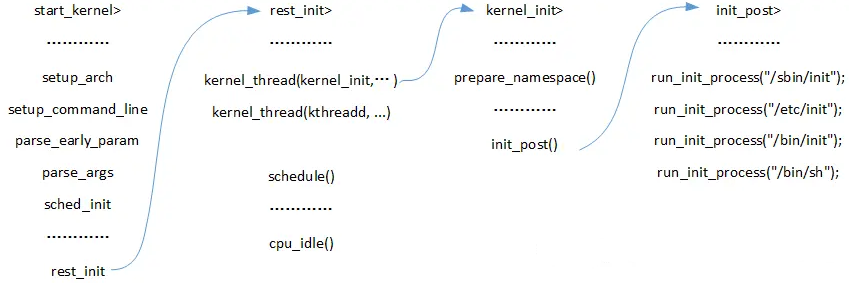 start_kernel>
…………
setup_arch
setup_command_line
parse_early_param
parse_args
sched_init
…………
rest_init
rest_init>
…………
kernel_thread(kernel_init,… )
kernel_thread(kthreadd, ...)
schedule()
…………
cpu_idle()
kernel_init>
…………
prepare_namespace()
…………
init_post()
init_post>
…………
run_init_process("/sbin/init");
run_init_process("/etc/init");
run_init_process("/bin/init");
run_init_process("/bin/sh");